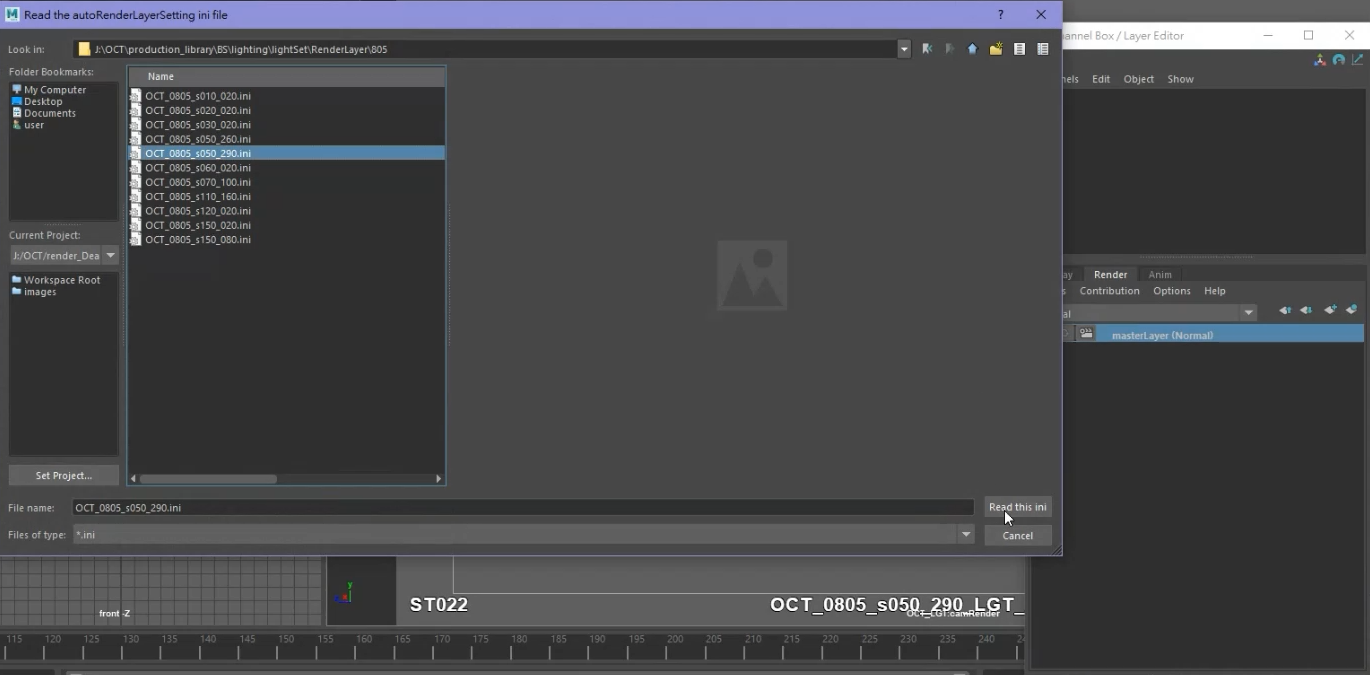 Read the autoRenderLayerSetting ini file
?
Look in:
J:\OCT\production_library\BS\lighting\lightSet\RenderLayer\805
Folder Bookmarks:
My Computer
Desktop
Documents
user
Name
OCT_0805_s010_020.ini
OCT_0805_s020_020.ini
OCT_0805_s030_020.ini
OCT_0805_s050_260.ini
OCT_0805_s050_290.ini
OCT_0805_s060_020.ini
OCT_0805_s070_100.ini
OCT_0805_s110_160.ini
OCT_0805_s120_020.ini
OCT_0805_s150_020.ini
OCT_0805_s150_080.ini
Current Project:
J:/OCT/render_Dea
Workspace Root
images
Set Project...
File name:
OCT_0805_s050_290.ini
Read this ini
Files of type:
*.ini
Cancel
annel Box / Layer Editor
nels Edit Object Show
ay Render Anim
s Contribution Options Help
al
masterLayer (Normal)
front -Z
y
ST022
OCT_0805_s050_290_LGT_
OCT_LGT:camRender
115 120 125 130 135 140 145 150 155 160 165 170 175 180 185 190 195 200 205 210 215 220 225 230 235 240 24